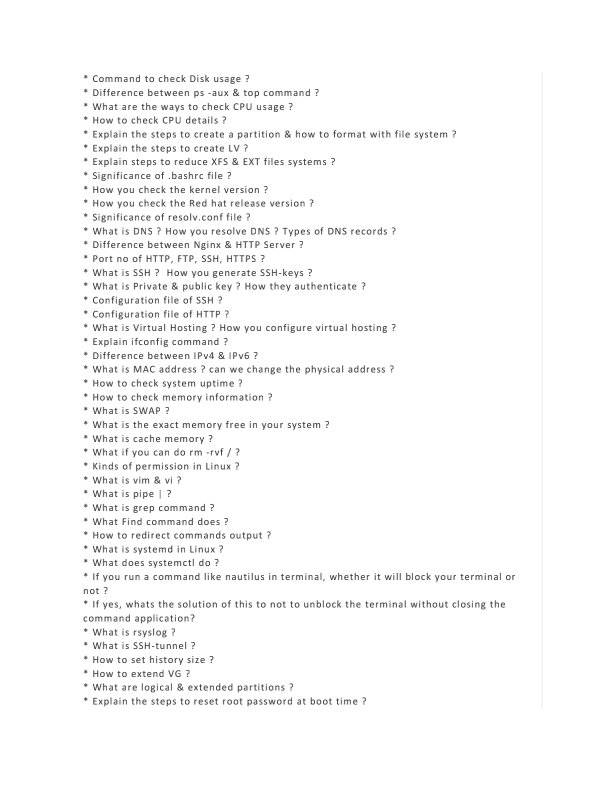 * Command to check Disk usage ?
* Difference between ps -aux & top command ?
* What are the ways to check CPU usage ?
* How to check CPU details ?
* Explain the steps to create a partition & how to format with file system ?
* Explain the steps to create LV ?
* Explain steps to reduce XFS & EXT files systems ?
* Significance of .bashrc file ?
* How you check the kernel version ?
* How you check the Red hat release version ?
* Significance of resolv.conf file ?
* What is DNS ? How you resolve DNS ? Types of DNS records ?
* Difference between Nginx & HTTP Server ?
* Port no of HTTP, FTP, SSH, HTTPS ?
* What is SSH ?  How you generate SSH-keys ?
* What is Private & public key ? How they authenticate ?
* Configuration file of SSH ?
* Configuration file of HTTP ?
* What is Virtual Hosting ? How you configure virtual hosting ?
* Explain ifconfig command ?
* Difference between IPv4 & IPv6 ?
* What is MAC address ? can we change the physical address ?
* How to check system uptime ?
* How to check memory information ?
* What is SWAP ?
* What is the exact memory free in your system ?
* What is cache memory ?
* What if you can do rm -rvf / ?
* Kinds of permission in Linux ?
* What is vim & vi ?
* What is pipe | ?
* What is grep command ?
* What Find command does ?
* How to redirect commands output ?
* What is systemd in Linux ?
* What does systemctl do ?
* If you run a command like nautilus in terminal, whether it will block your terminal or
not ?
* If yes, whats the solution of this to not to unblock the terminal without closing the
command application?
* What is rsyslog ?
* What is SSH-tunnel ?
* How to set history size ?
* How to extend VG ?
* What are logical & extended partitions ?
* Explain the steps to reset root password at boot time ?